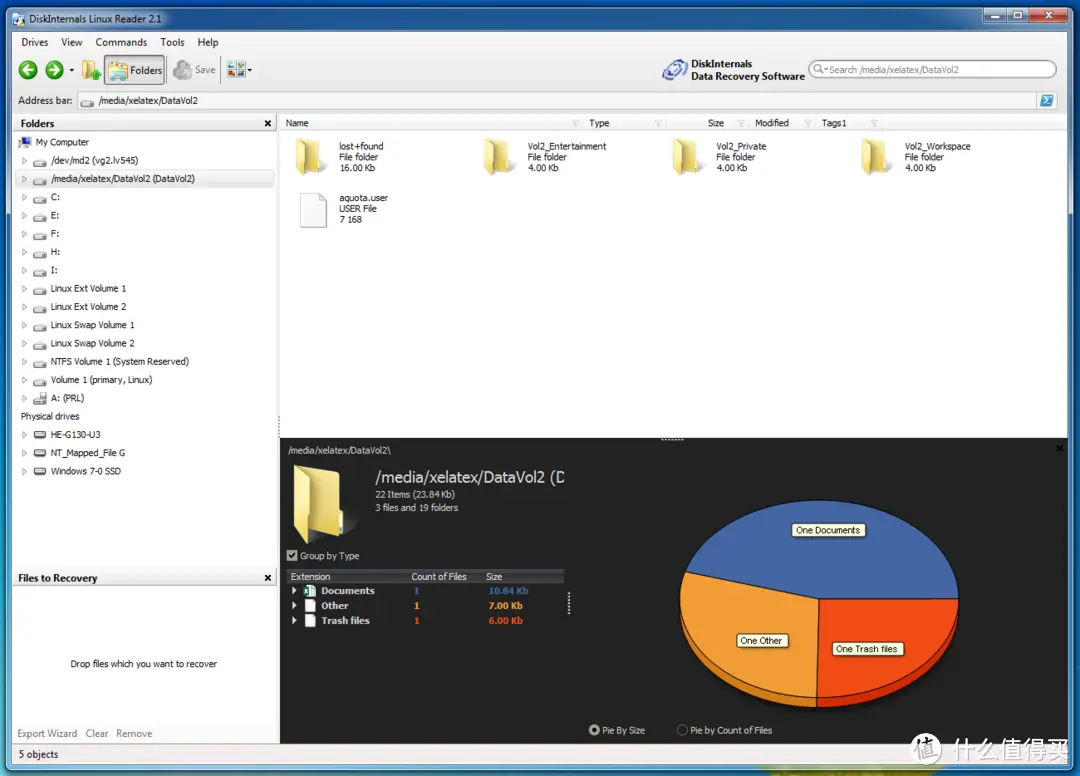 DiskInternals Linux Reader 2.1
Drives View Commands Tools Help
Folders Save
DiskInternals
Data Recovery Software
Search /media/xelatex/DataVol2
Address bar: /media/xelatex/DataVol2
Folders
My Computer
/dev/md2 (vg2.lv545)
/media/xelatex/DataVol2 (DataVol2)
C:
E:
F:
H:
I:
Linux Ext Volume 1
Linux Ext Volume 2
Linux Swap Volume 1
Linux Swap Volume 2
NTFS Volume 1 (System Reserved)
Volume 1 (primary, Linux)
A: (PRL)
Physical drives
HE-G130-U3
NT_Mapped_File G
Windows 7-0 SSD
Files to Recovery
Drop files which you want to recover
Export Wizard Clear Remove
5 objects
Name Type Size Modified Tags1
lost+found
File folder
16.00 Kb
Vol2_Entertainment
File folder
4.00 Kb
Vol2_Private
File folder
4.00 Kb
Vol2_Workspace
File folder
4.00 Kb
aquota.user
USER File
7 168
/media/xelatex/DataVol2\
/media/xelatex/DataVol2 (D
22 Items (23.84 Kb)
3 files and 19 folders
Group by Type
Extension Count of Files Size
Documents 1 10.84 Kb
Other 1 7.00 Kb
Trash files 1 6.00 Kb
One Documents
One Other
One Trash files
Pie By Size Pie by Count of Files
值 什么值得买